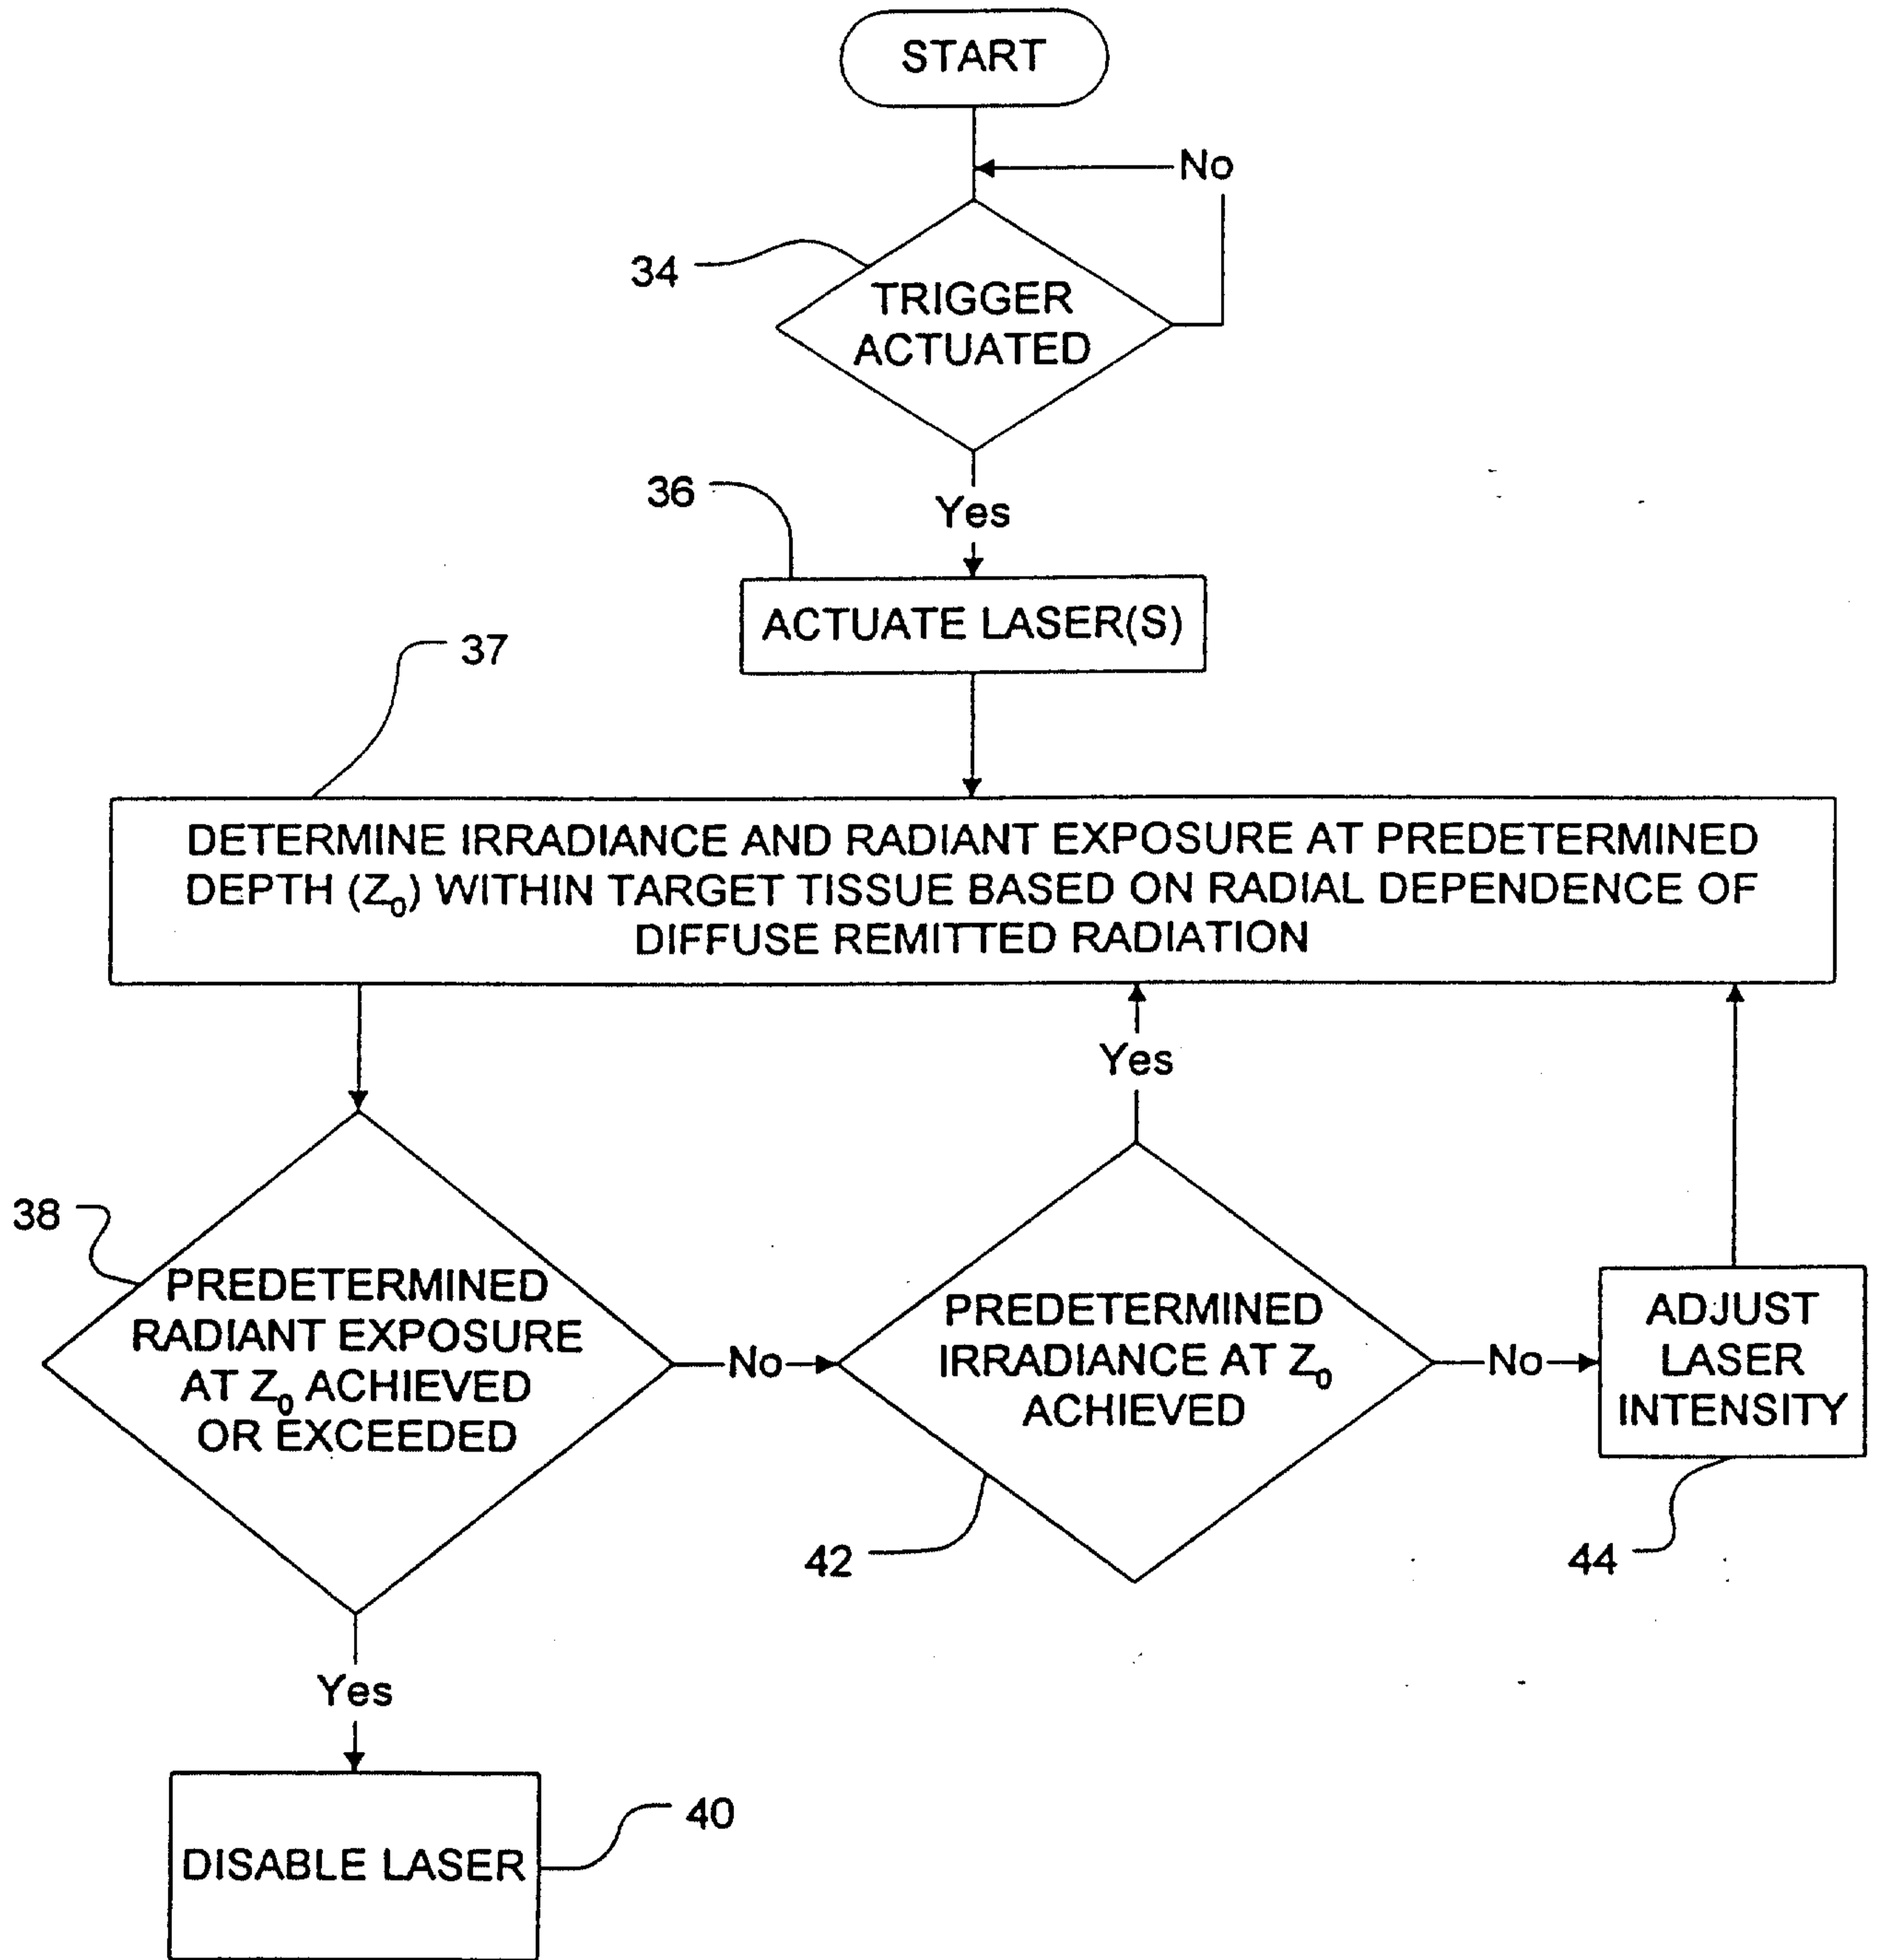 START
No
34
TRIGGER
ACTUATED
36
Yes
ACTUATE LASER(S)
37
DETERMINE IRRADIANCE AND RADIANT EXPOSURE AT PREDETERMINED
DEPTH (Z₀) WITHIN TARGET TISSUE BASED ON RADIAL DEPENDENCE OF
DIFFUSE REMITTED RADIATION
Yes
38
PREDETERMINED
RADIANT EXPOSURE
AT Z₀ ACHIEVED
OR EXCEEDED
No
PREDETERMINED
IRRADIANCE AT Z₀
ACHIEVED
No
ADJUST
LASER
INTENSITY
42
44
Yes
DISABLE LASER
40